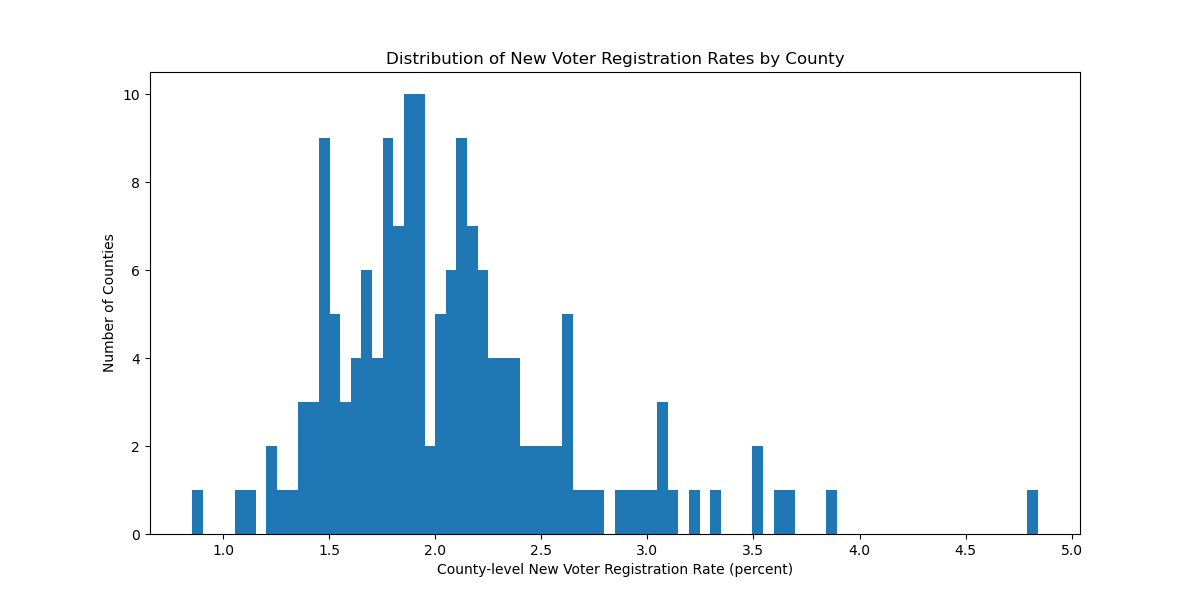 Distribution of New Voter Registration Rates by County
10
8
6
4
2
0
Number of Counties
1.0 1.5 2.0 2.5 3.0 3.5 4.0 4.5 5.0
County-level New Voter Registration Rate (percent)